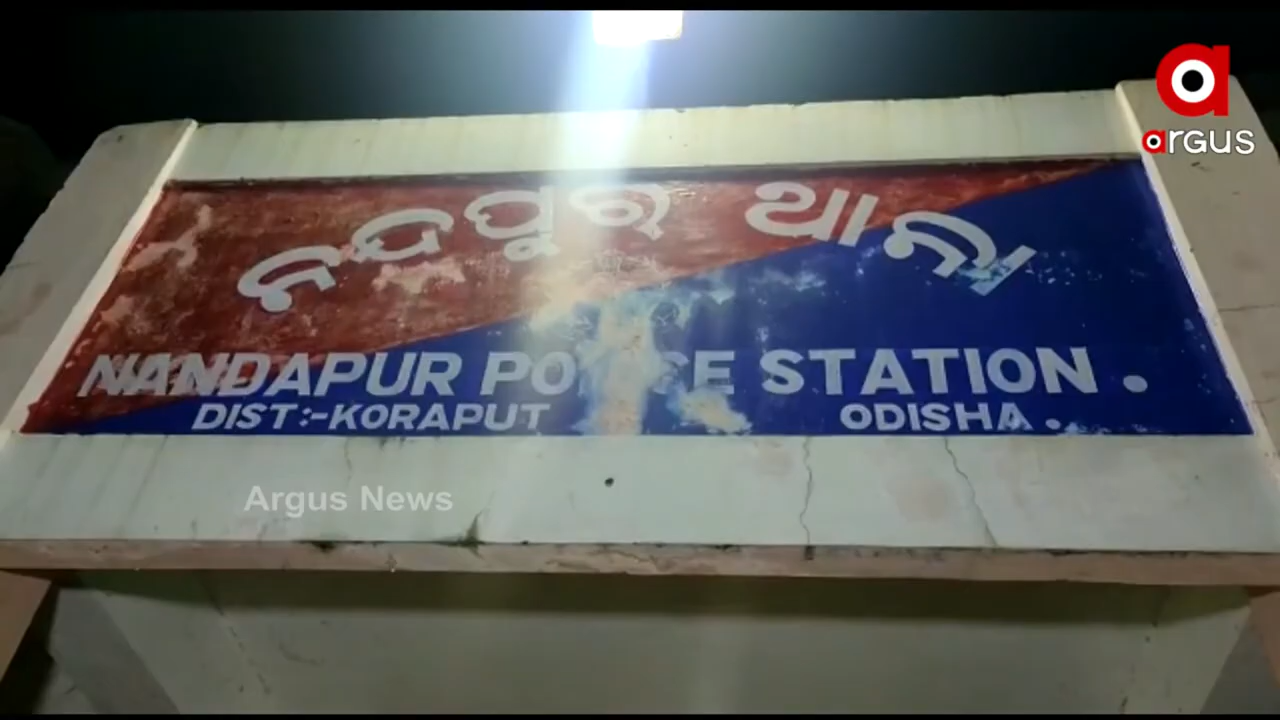 argus
ନନ୍ଦପୁର ଥାନା
NANDAPUR POLICE STATION .
DIST:-KORAPUT ODISHA .
Argus News